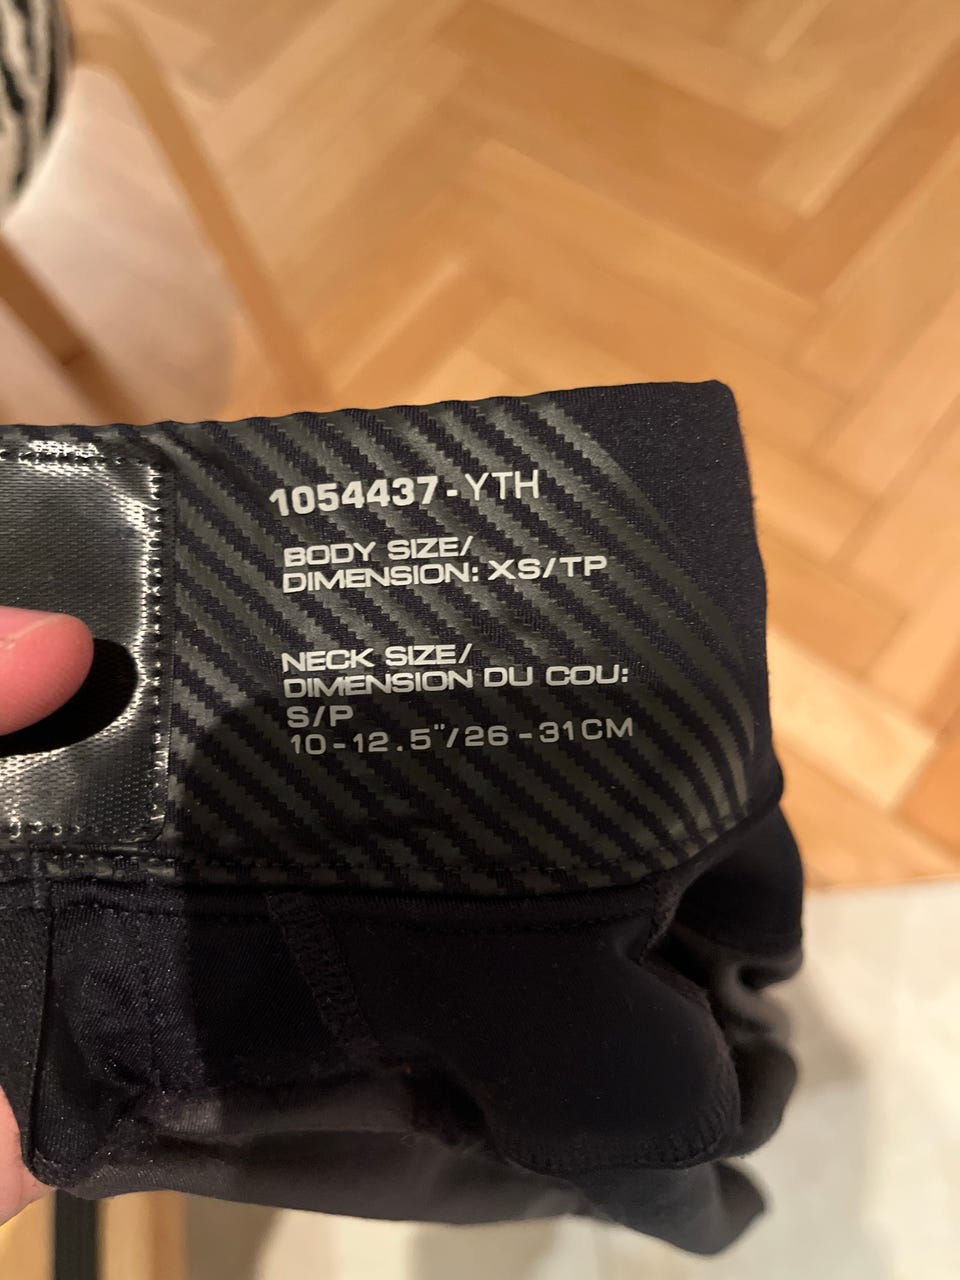 1054437-YTH
BODY SIZE/
DIMENSION: XS/TP
NECK SIZE/
DIMENSION DU COU:
S/P
10-12.5"/26-31CM